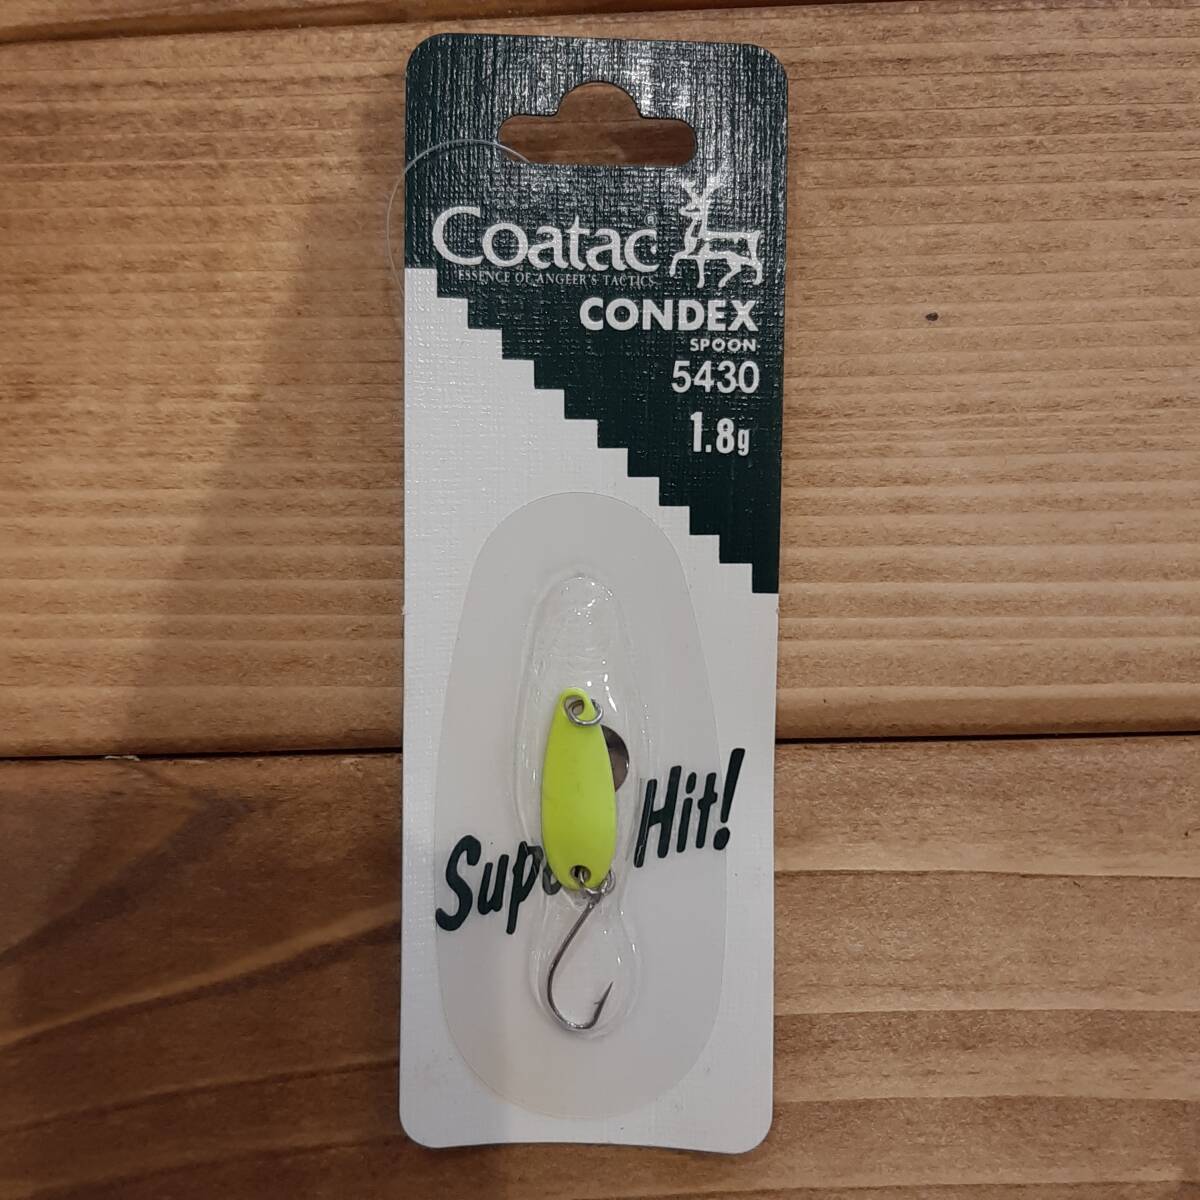 Coatac®
ESSENCE OF ANGEER'S TACTICS
CONDEX
SPOON
5430
1.8g
Hit!